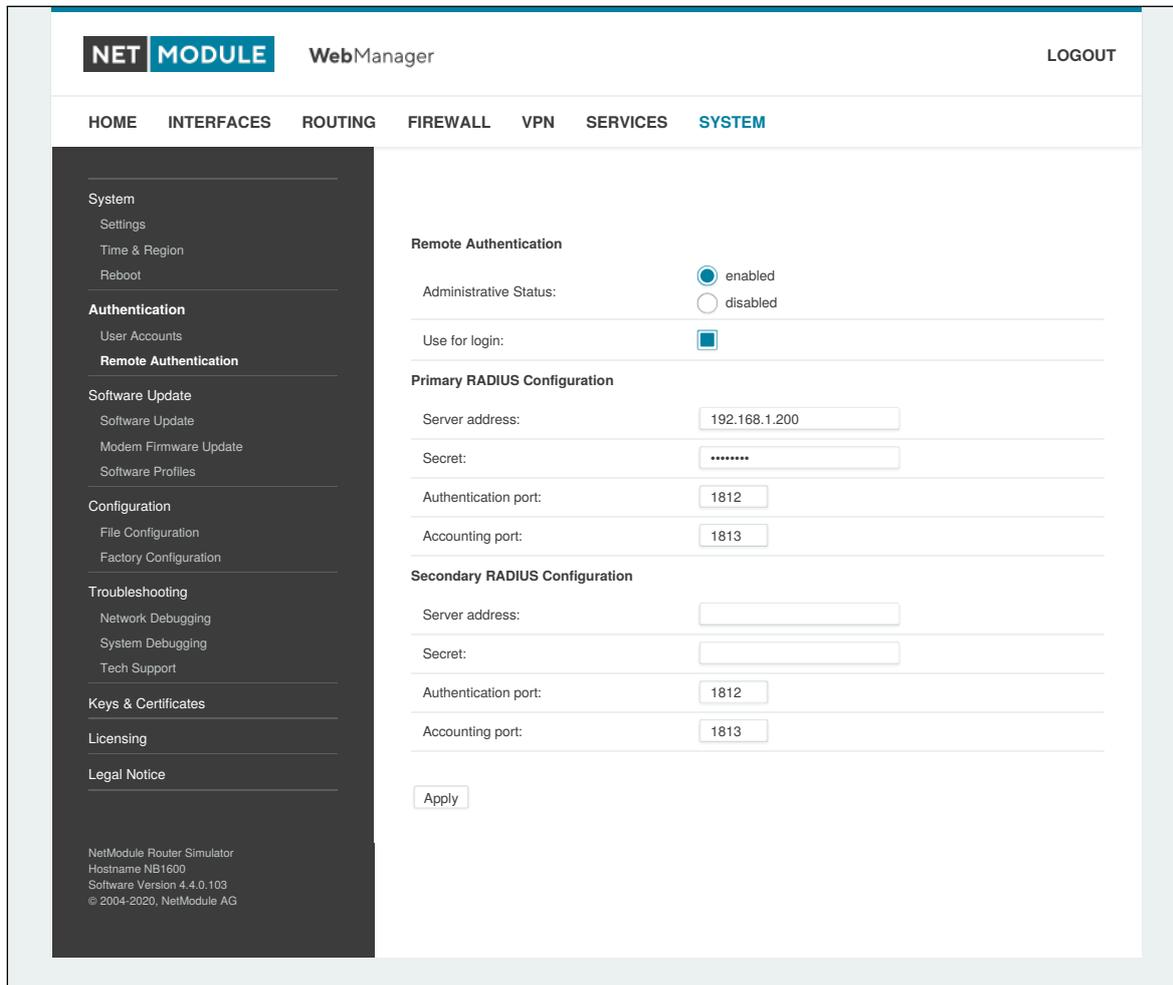 NET MODULE WebManager LOGOUT
HOME INTERFACES ROUTING FIREWALL VPN SERVICES SYSTEM
System
Settings
Time & Region
Reboot
Authentication
User Accounts
Remote Authentication
Software Update
Software Update
Modem Firmware Update
Software Profiles
Configuration
File Configuration
Factory Configuration
Troubleshooting
Network Debugging
System Debugging
Tech Support
Keys & Certificates
Licensing
Legal Notice
NetModule Router Simulator
Hostname NB1600
Software Version 4.4.0.103
© 2004-2020, NetModule AG
Remote Authentication
Administrative Status: enabled
disabled
Use for login:
Primary RADIUS Configuration
Server address: 192.168.1.200
Secret: ••••••••
Authentication port: 1812
Accounting port: 1813
Secondary RADIUS Configuration
Server address:
Secret:
Authentication port: 1812
Accounting port: 1813
Apply